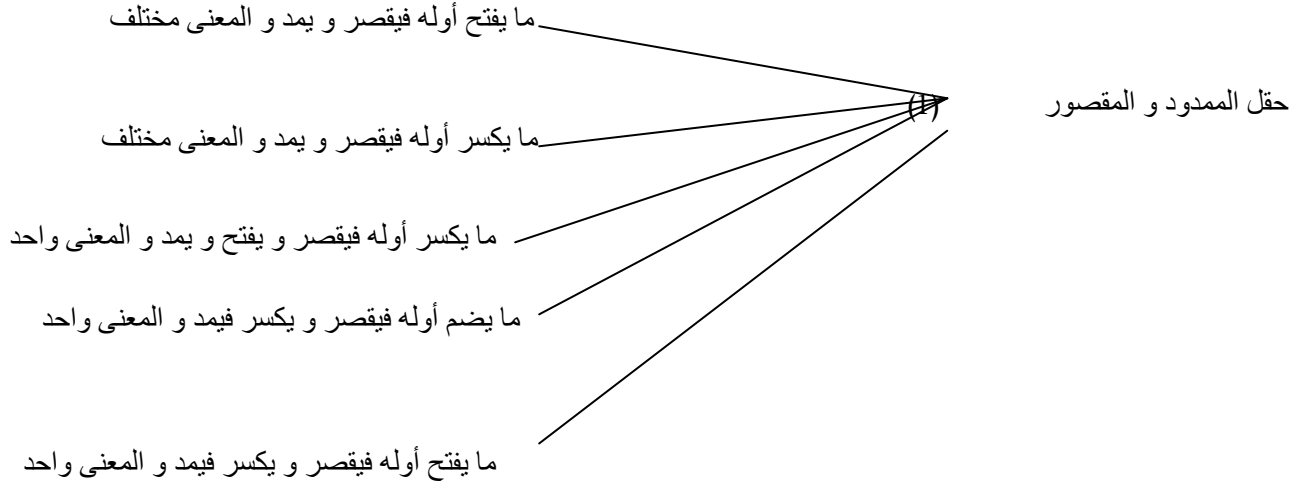 ما يفتح أوله فيقصر و يمد و المعنى مختلف
حقل الممدود و المقصور (1)
ما يكسر أوله فيقصر و يمد و المعنى مختلف
ما يكسر أوله فيقصر و يفتح و يمد و المعنى واحد
ما يضم أوله فيقصر و يكسر فيمد و المعنى واحد
ما يفتح أوله فيقصر و يكسر فيمد و المعنى واحد